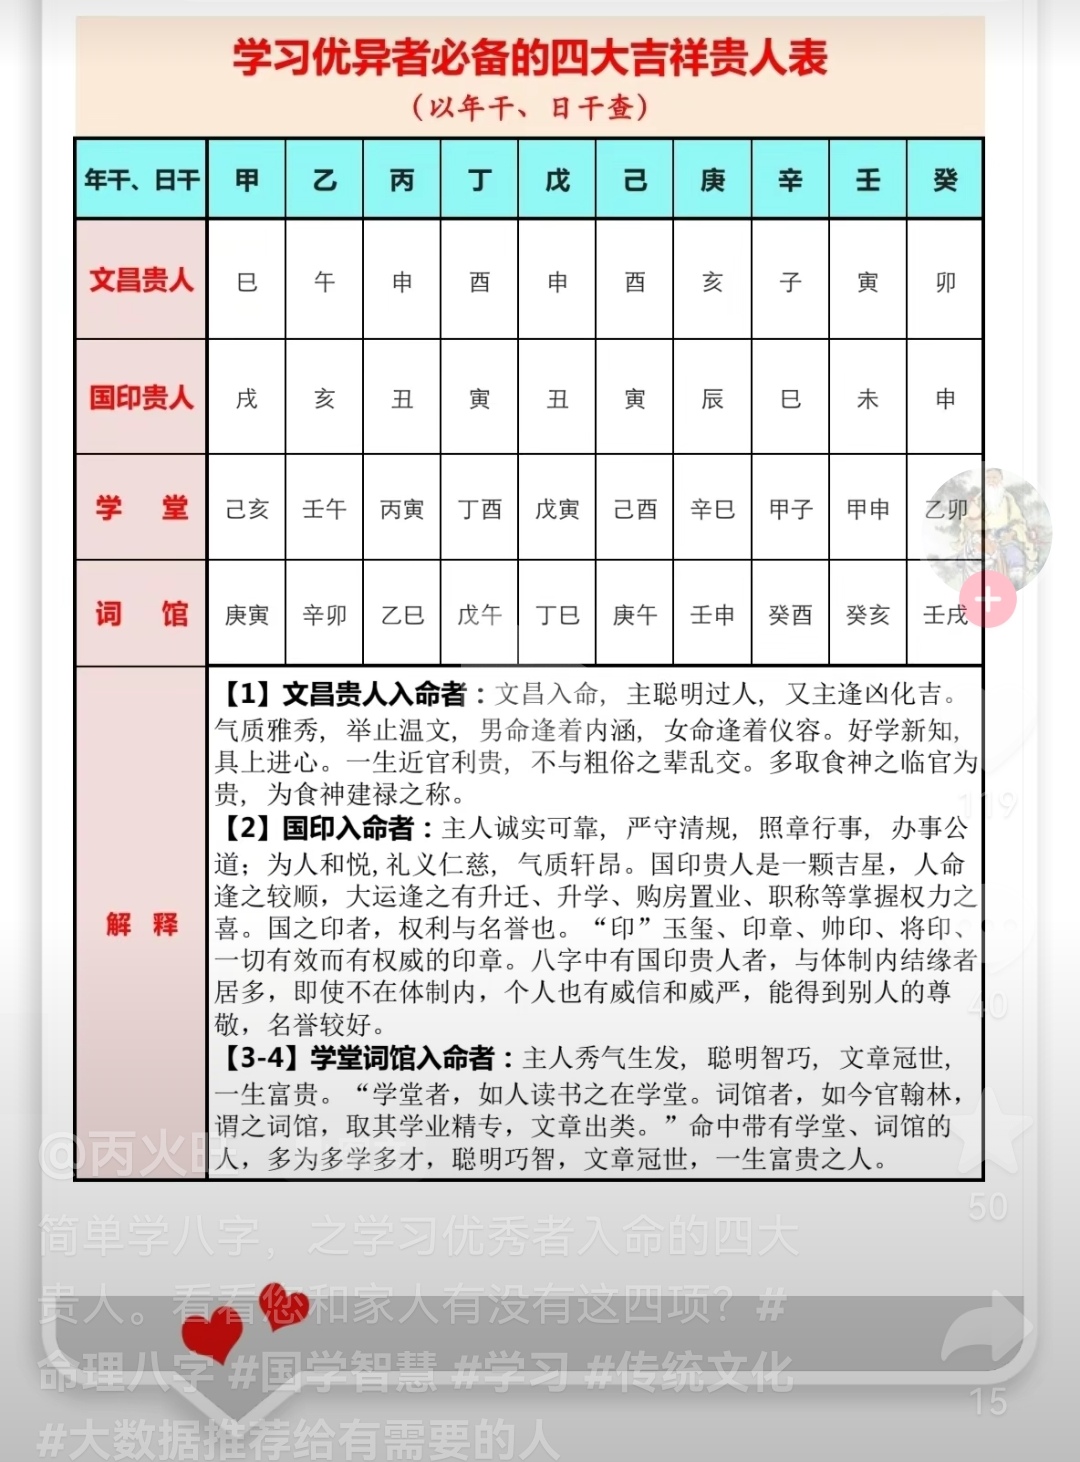 学习优异者必备的四大吉祥贵人表
（以年干、日干查）
年干、日干 甲 乙 丙 丁 戊 己 庚 辛 壬 癸
文昌贵人 巳 午 申 酉 申 酉 亥 子 寅 卯
国印贵人 戌 亥 丑 寅 丑 寅 辰 巳 未 申
学 堂 己亥 壬午 丙寅 丁酉 戊寅 己酉 辛巳 甲子 甲申 乙卯
词 馆 庚寅 辛卯 乙巳 戊午 丁巳 庚午 壬申 癸酉 癸亥 壬戌
解 释
【1】文昌贵人入命者：文昌入命，主聪明过人，又主逢凶化吉。
气质雅秀，举止温文，男命逢着内涵，女命逢着仪容。好学新知，
具上进心。一生近官利贵，不与粗俗之辈乱交。多取食神之临官为
贵，为食神建禄之称。
【2】国印入命者：主人诚实可靠，严守清规，照章行事，办事公
道；为人和悦,礼义仁慈，气质轩昂。国印贵人是一颗吉星，人命
逢之较顺，大运逢之有升迁、升学、购房置业、职称等掌握权力之
喜。国之印者，权利与名誉也。“印”玉玺、印章、帅印、将印、
一切有效而有权威的印章。八字中有国印贵人者，与体制内结缘者
居多，即使不在体制内，个人也有威信和威严，能得到别人的尊
敬，名誉较好。
【3-4】学堂词馆入命者：主人秀气生发，聪明智巧，文章冠世，
一生富贵。“学堂者，如人读书之在学堂。词馆者，如今官翰林，
谓之词馆，取其学业精专，文章出类。”命中带有学堂、词馆的
人，多为多学多才，聪明巧智，文章冠世，一生富贵之人。
119
40
50
15
@丙火旺
简单学八字，之学习优秀者入命的四大
贵人。看看您和家人有没有这四项？#
命理八字 #国学智慧 #学习 #传统文化
#大数据推荐给有需要的人